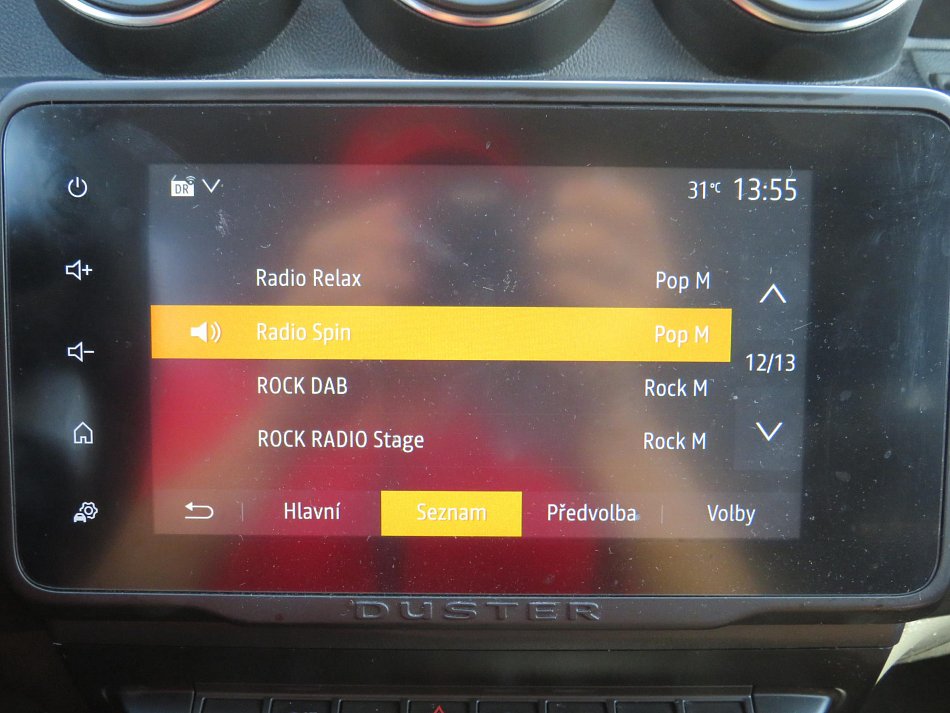 DR 31°C 13:55
Radio Relax Pop M
Radio Spin Pop M
12/13
ROCK DAB Rock M
ROCK RADIO Stage Rock M
Hlavní Seznam Předvolba Volby
DUSTER